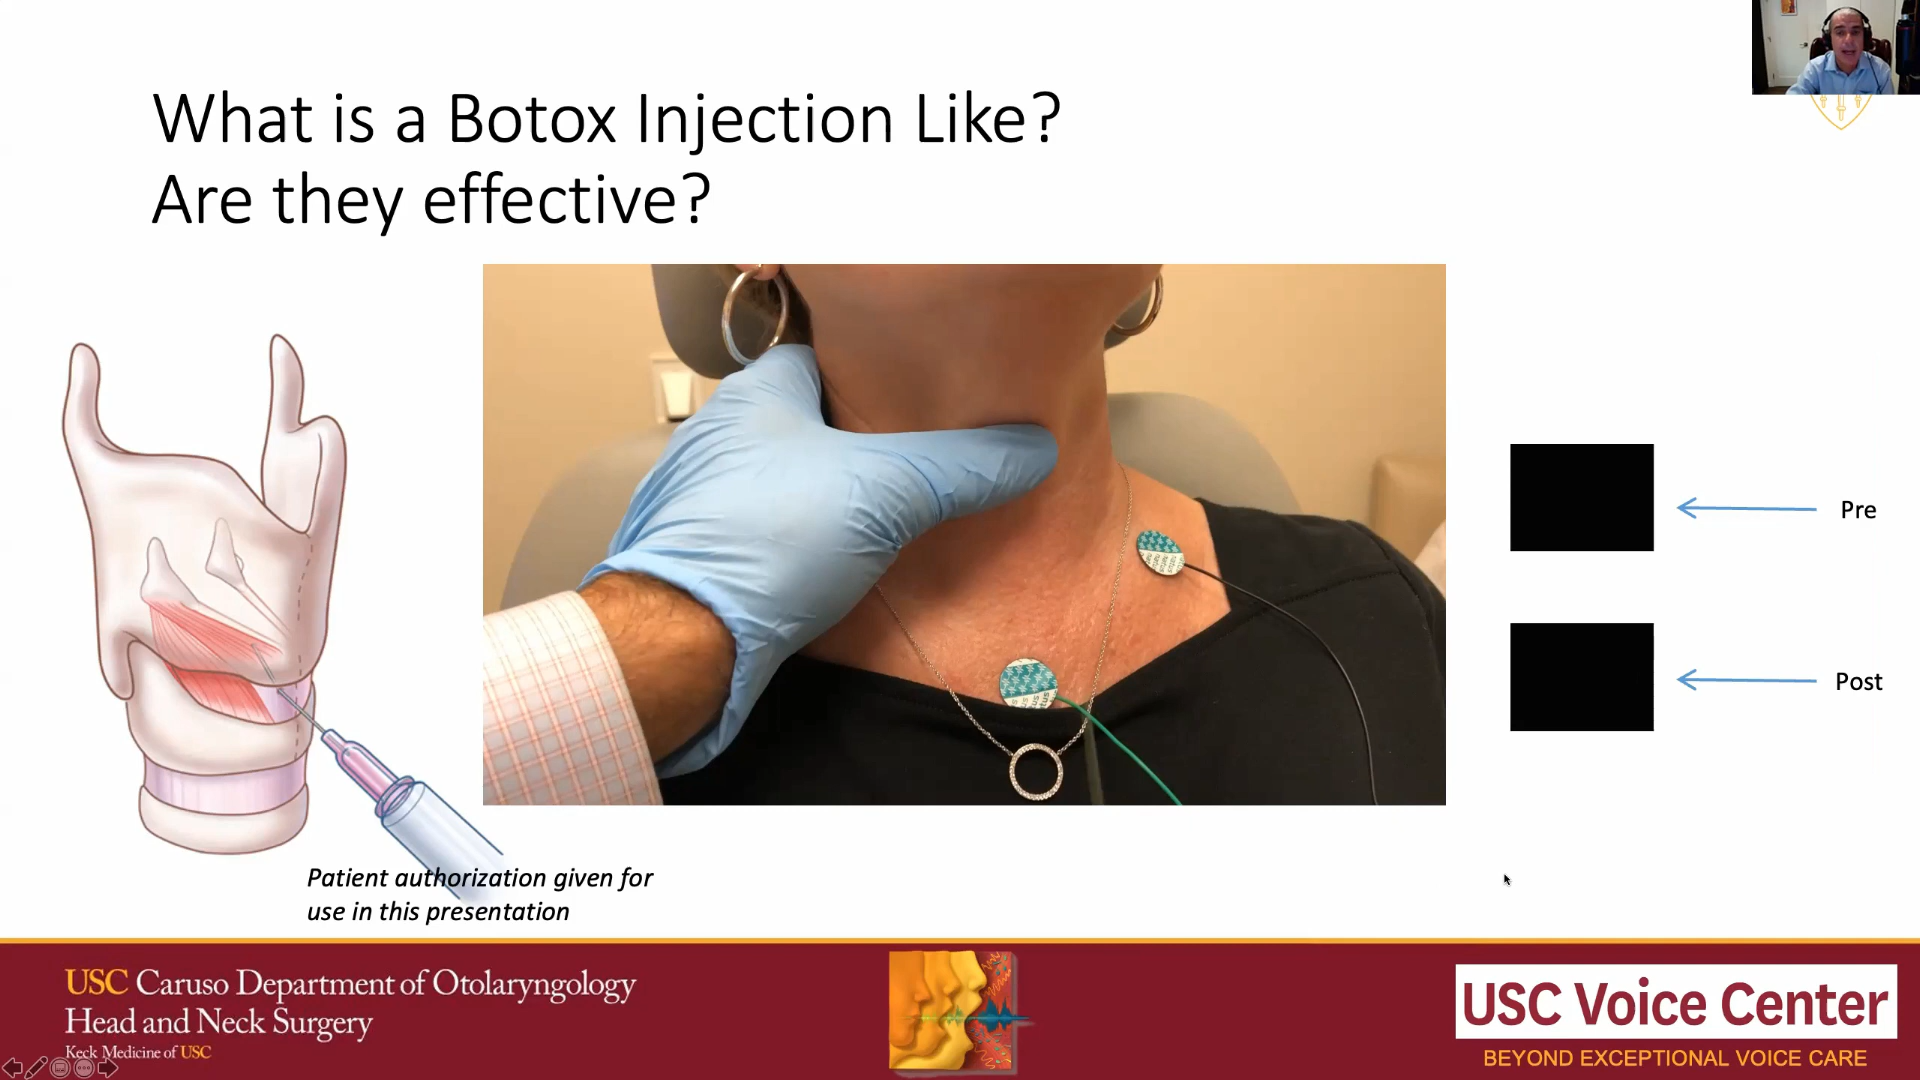 What is a Botox Injection Like?
Are they effective?
Pre
Post
Patient authorization given for
use in this presentation
USC Caruso Department of Otolaryngology
Head and Neck Surgery
Keck Medicine of USC
USC Voice Center
BEYOND EXCEPTIONAL VOICE CARE